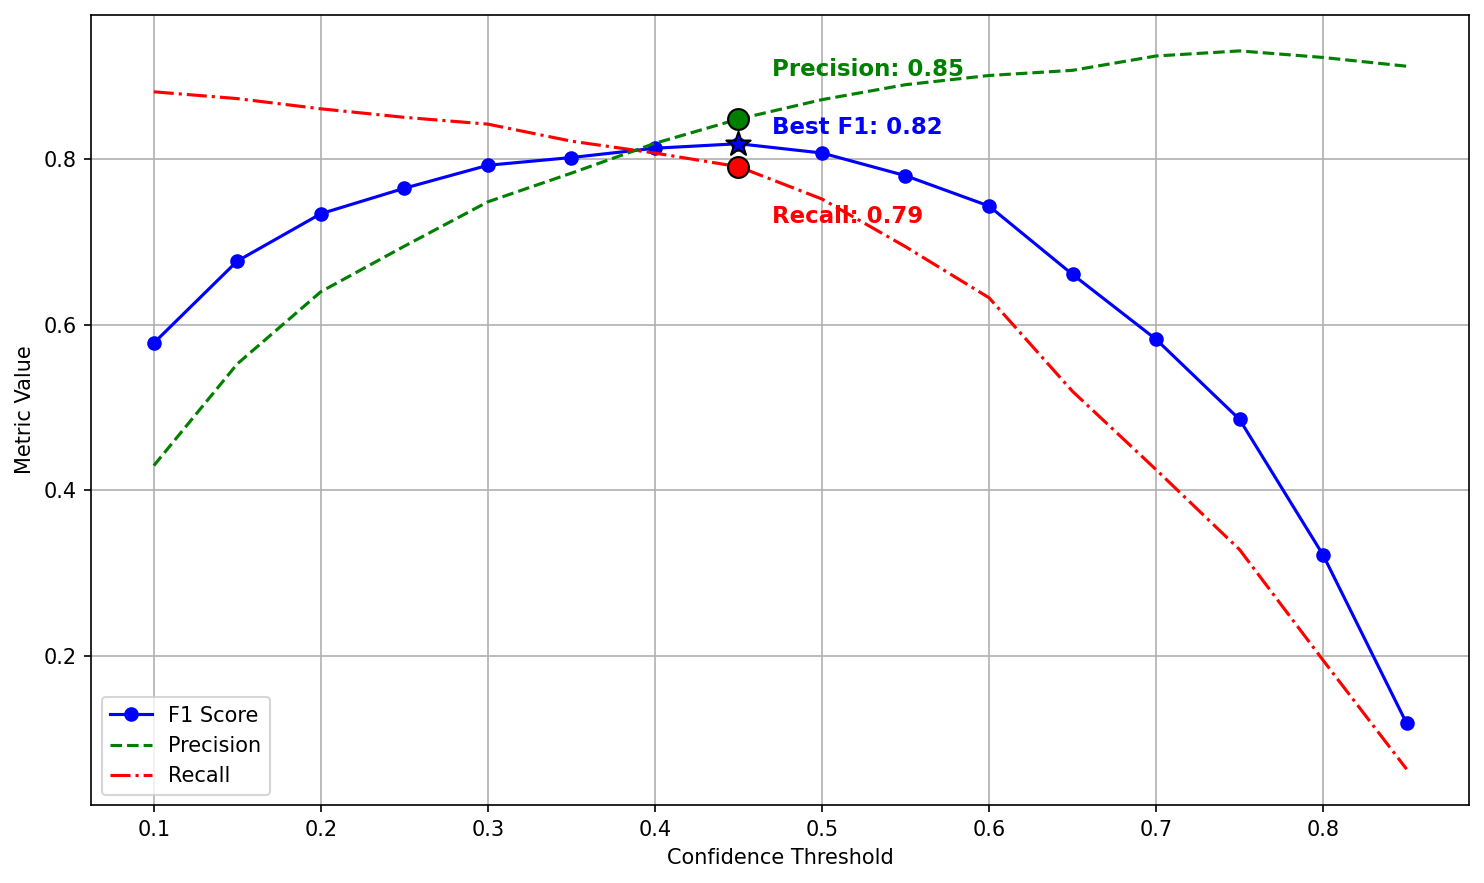 Precision: 0.85
Best F1: 0.82
Recall: 0.79
0.8
0.6
0.4
0.2
Metric Value
F1 Score
Precision
Recall
0.1 0.2 0.3 0.4 0.5 0.6 0.7 0.8
Confidence Threshold